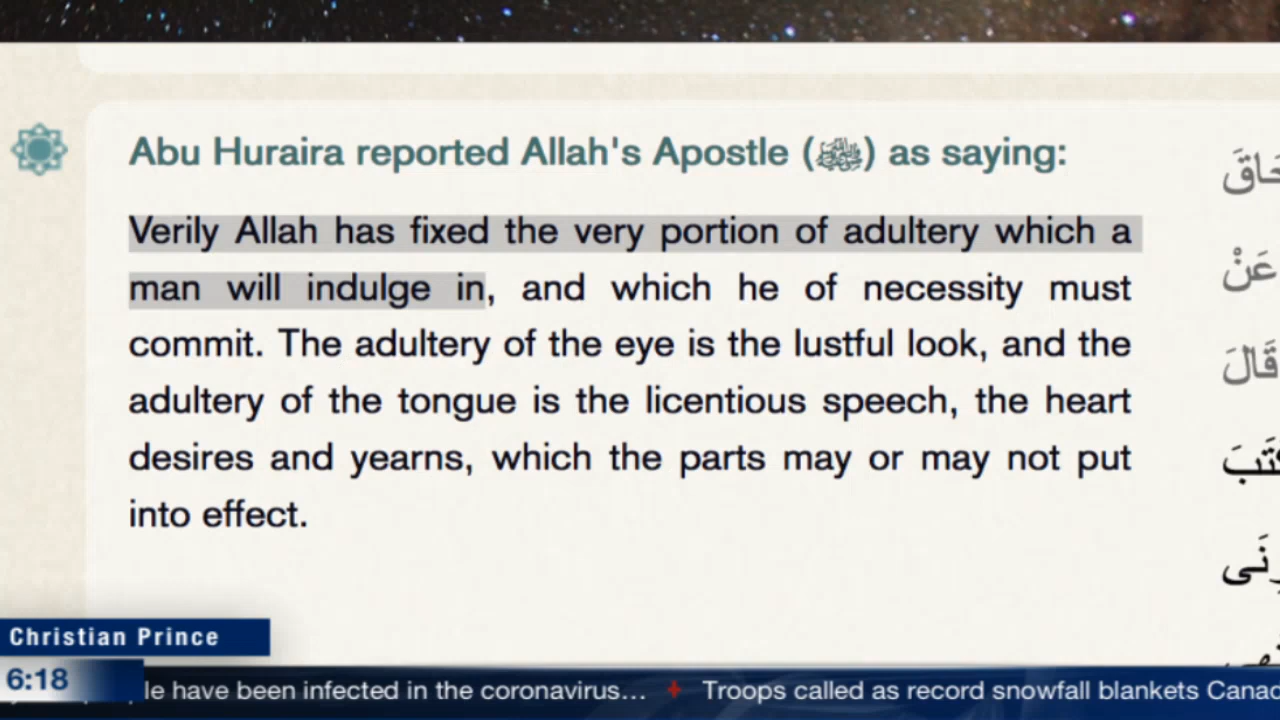 Abu Huraira reported Allah's Apostle (ﷺ) as saying:
Verily Allah has fixed the very portion of adultery which a
man will indulge in, and which he of necessity must
commit. The adultery of the eye is the lustful look, and the
adultery of the tongue is the licentious speech, the heart
desires and yearns, which the parts may or may not put
into effect.
عَنْ
قَالَ
Christian Prince
6:18
le have been infected in the coronavirus... Troops called as record snowfall blankets Canad